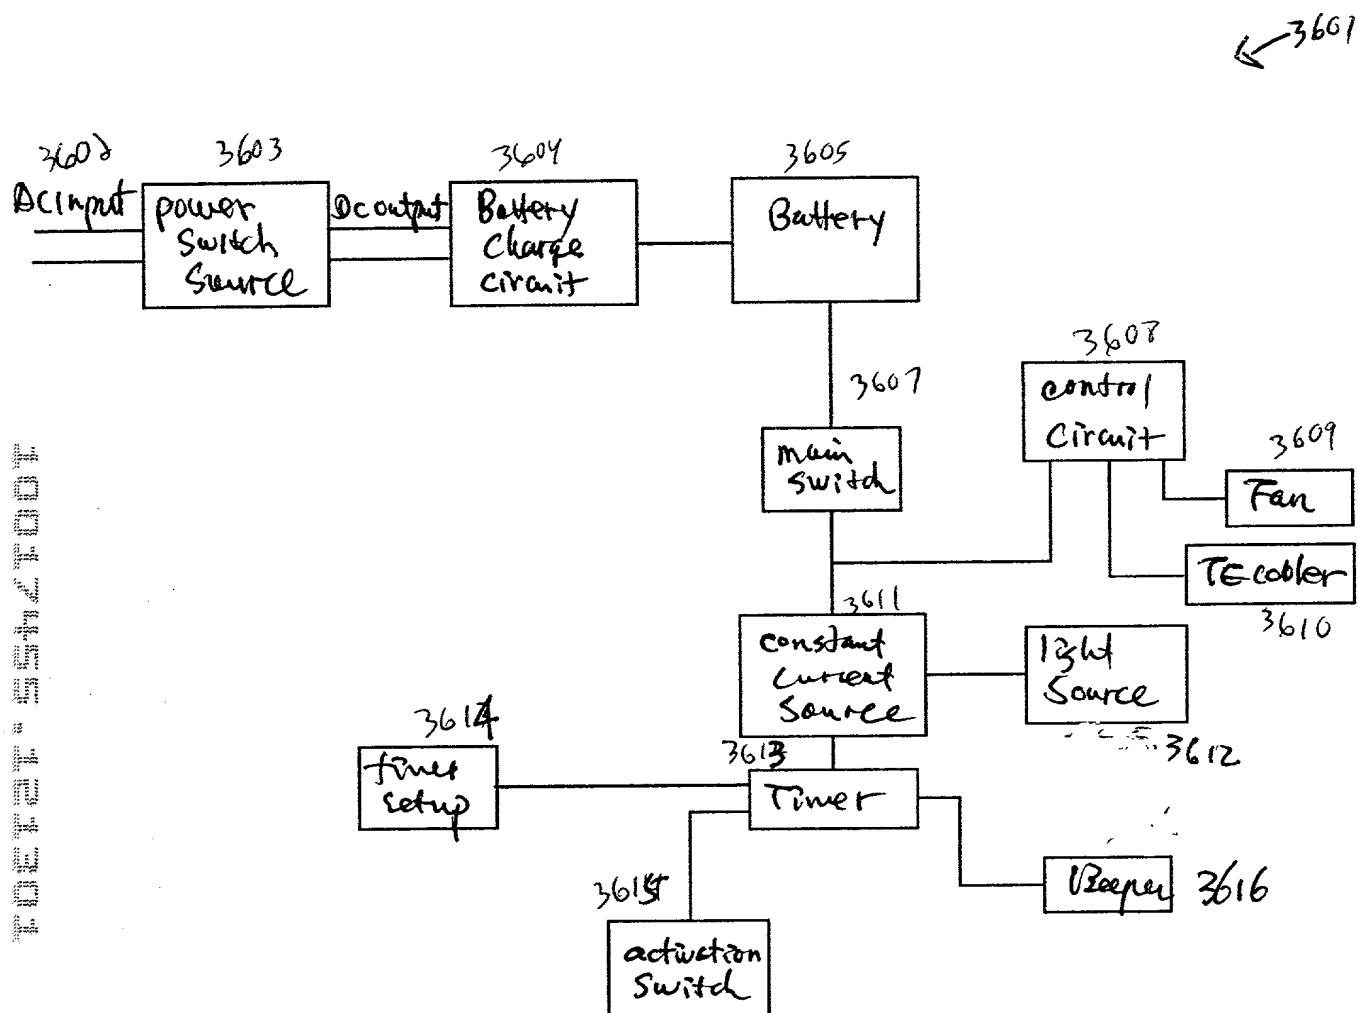 3601
3602
3603
3604
3605
AC input
power
switch
source
DC output
Battery
charge
circuit
Battery
3607
3608
main
switch
control
circuit
3609
Fan
TE cooler
3610
3611
constant
current
source
light
source
3612
3614
3613
timer
setup
Timer
3615
Beeper
3616
activation
switch
10017455.121301